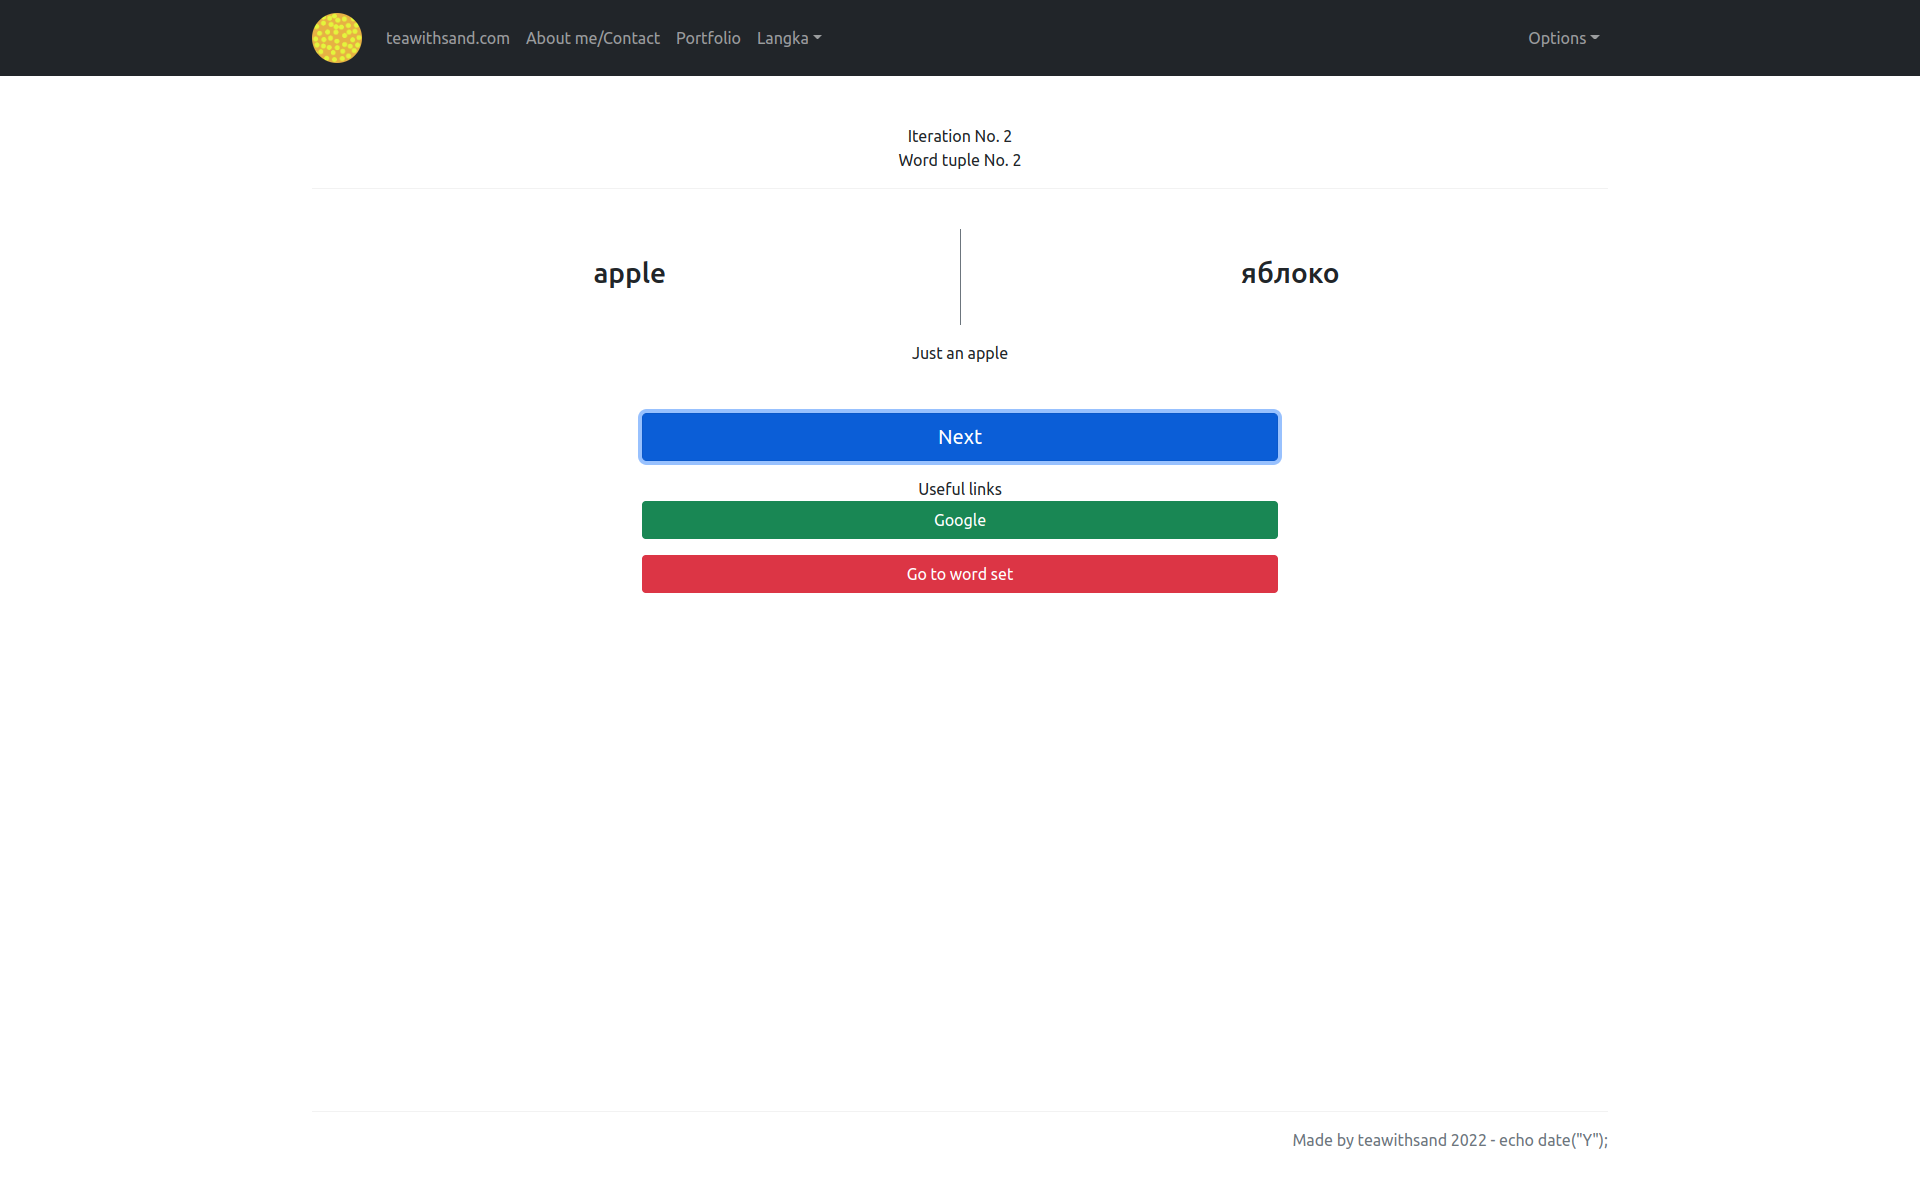 teawithsand.com About me/Contact Portfolio Langka Options
Iteration No. 2
Word tuple No. 2
apple яблоко
Just an apple
Next
Useful links
Google
Go to word set
Made by teawithsand 2022 - echo date("Y");